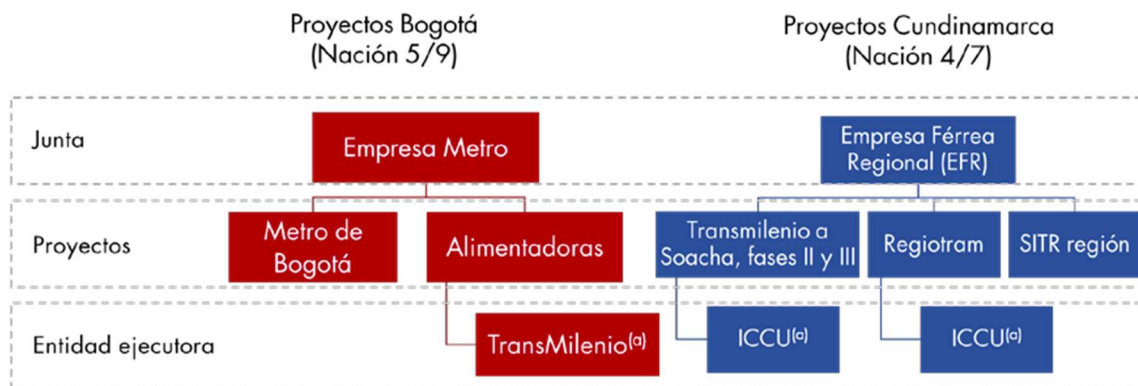 Proyectos Bogotá
(Nación 5/9)
Proyectos Cundinamarca
(Nación 4/7)
Junta
Empresa Metro
Empresa Férrea
Regional (EFR)
Proyectos
Metro de
Bogotá
Alimentadoras
Transmilenio a
Soacha, fases II y III
Regiotram
SITR región
Entidad ejecutora
TransMilenio(a)
ICCU(a)
ICCU(a)